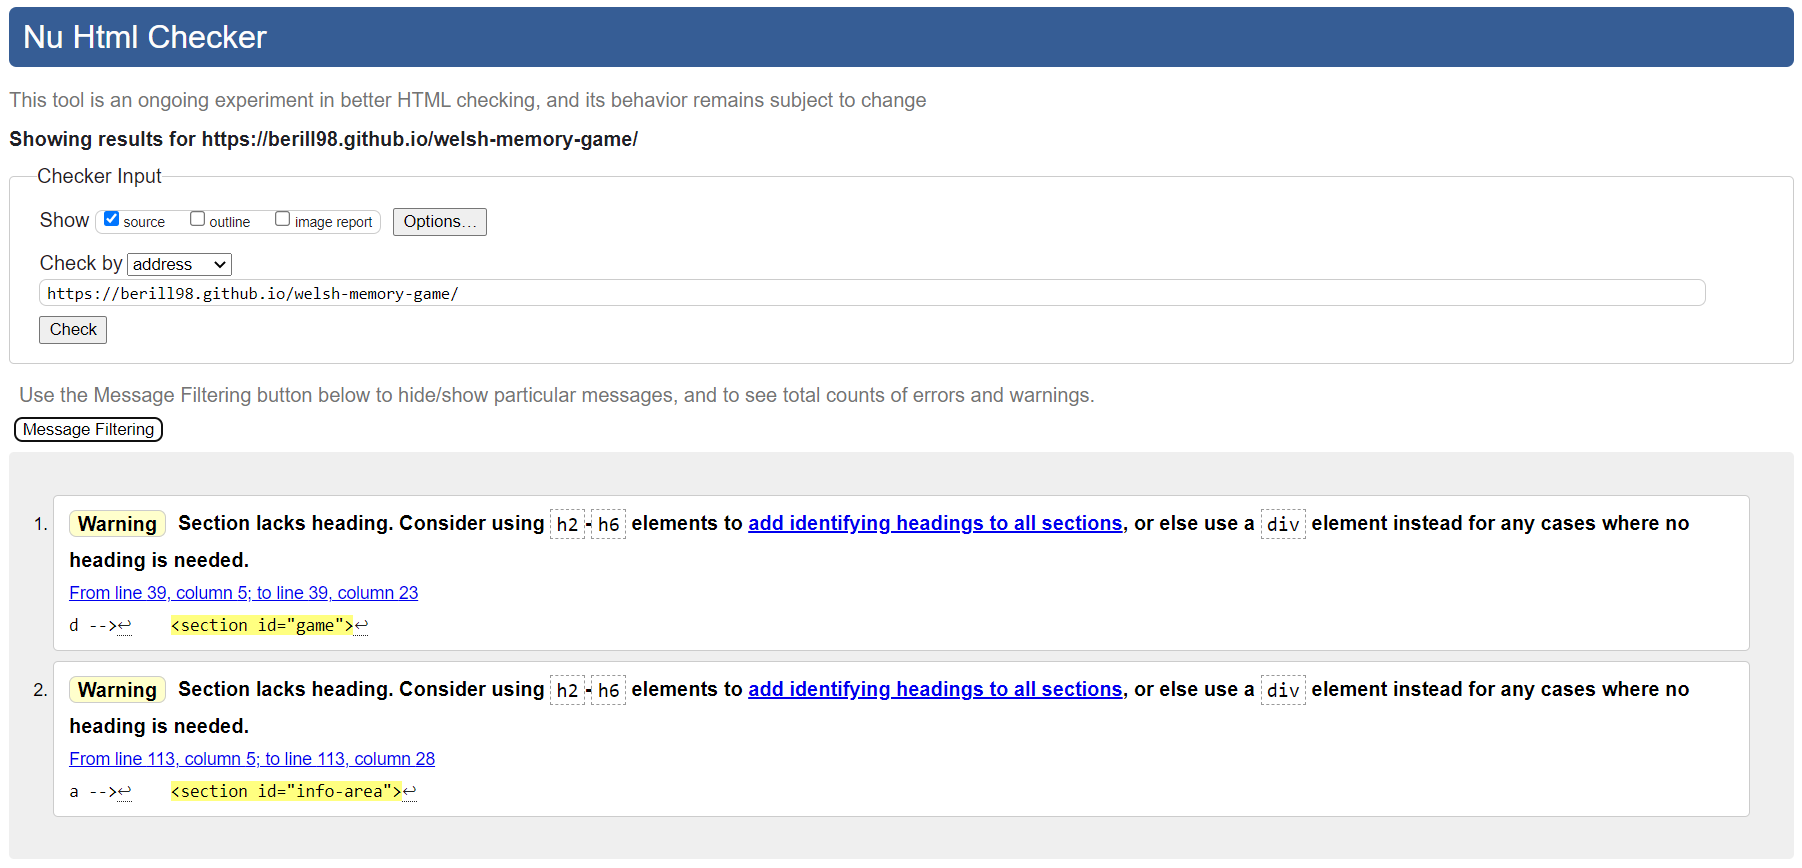 Nu Html Checker
This tool is an ongoing experiment in better HTML checking, and its behavior remains subject to change
Showing results for https://berill98.github.io/welsh-memory-game/
Checker Input
Show source outline image report Options...
Check by address
https://berill98.github.io/welsh-memory-game/
Check
Use the Message Filtering button below to hide/show particular messages, and to see total counts of errors and warnings.
Message Filtering
1. Warning Section lacks heading. Consider using h2-h6 elements to add identifying headings to all sections, or else use a div element instead for any cases where no
heading is needed.
From line 39, column 5; to line 39, column 23
d -->↩ <section id="game">↩
2. Warning Section lacks heading. Consider using h2-h6 elements to add identifying headings to all sections, or else use a div element instead for any cases where no
heading is needed.
From line 113, column 5; to line 113, column 28
a -->↩ <section id="info-area">↩